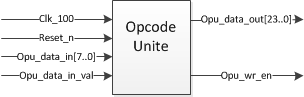 Clk_100
Reset_n
Opu_data_in[7..0]
Opu_data_in_val
Opcode
Unite
Opu_data_out[23..0]
Opu_wr_en